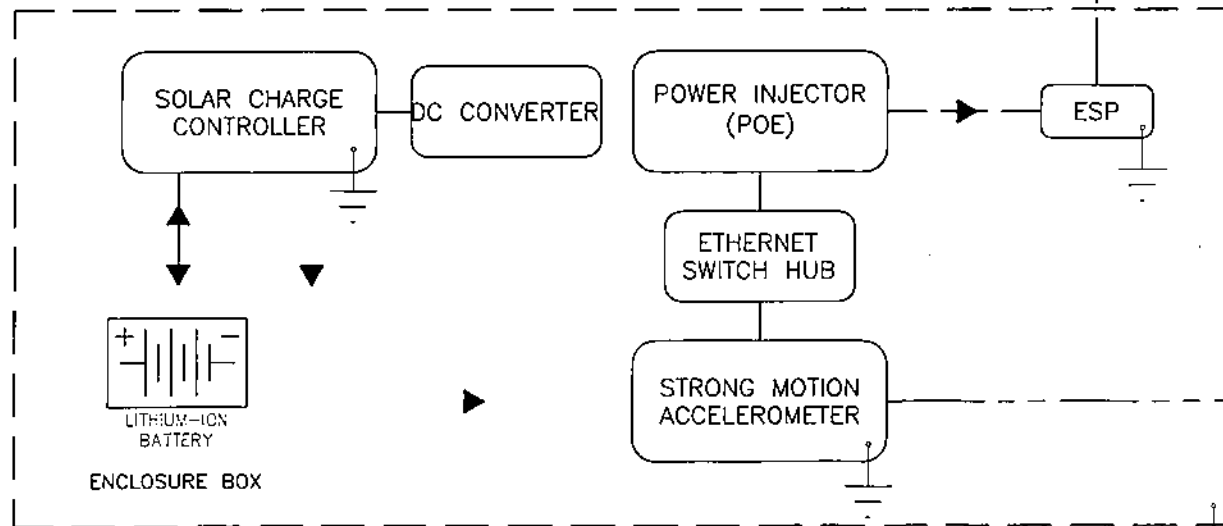 SOLAR CHARGE
CONTROLLER
DC CONVERTER
POWER INJECTOR
(POE)
ESP
ETHERNET
SWITCH HUB
+ −
LITHIUM-ION
BATTERY
STRONG MOTION
ACCELEROMETER
ENCLOSURE BOX